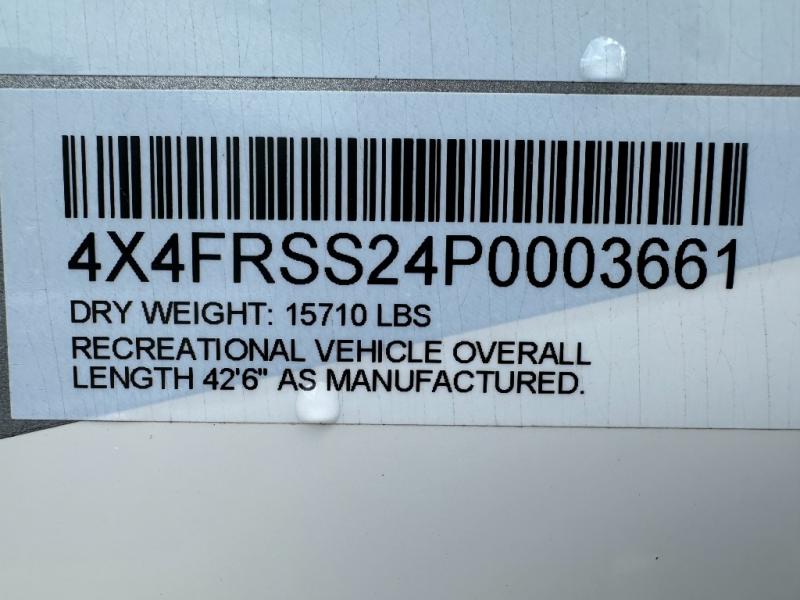 4X4FRSS24P0003661
DRY WEIGHT: 15710 LBS
RECREATIONAL VEHICLE OVERALL
LENGTH 42'6" AS MANUFACTURED.